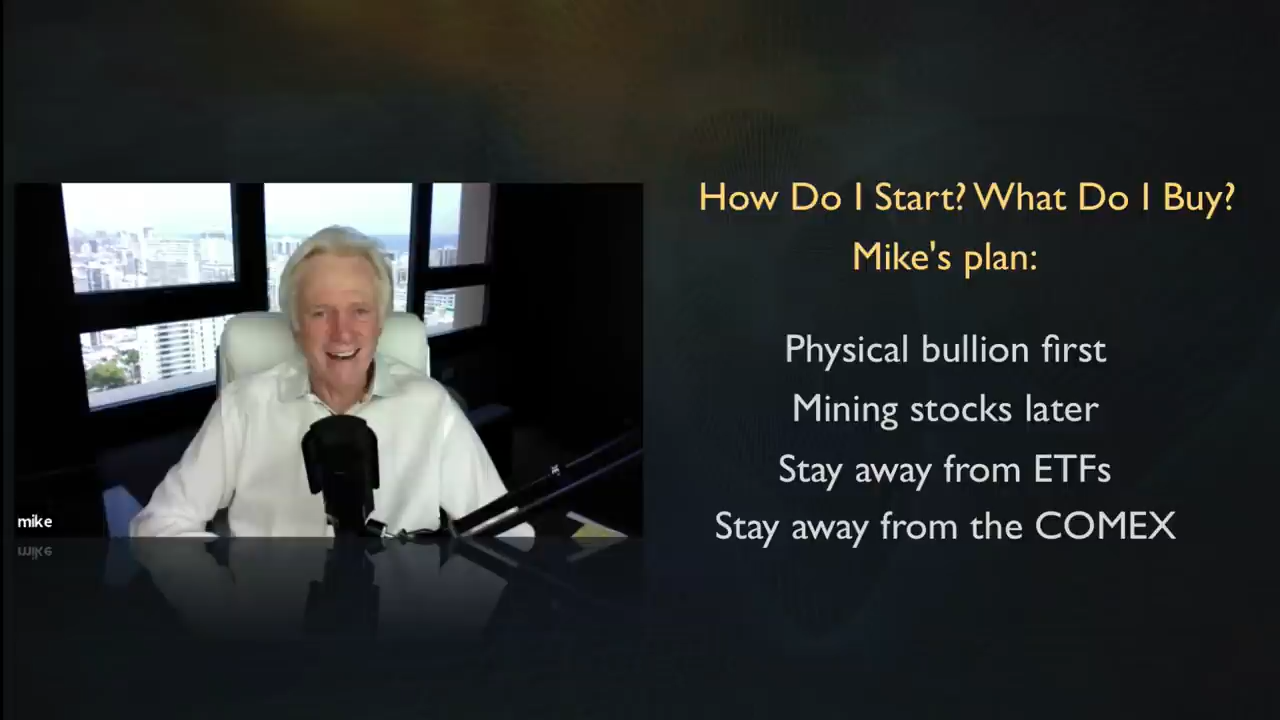 How Do I Start? What Do I Buy?
Mike's plan:
Physical bullion first
Mining stocks later
Stay away from ETFs
Stay away from the COMEX
mike